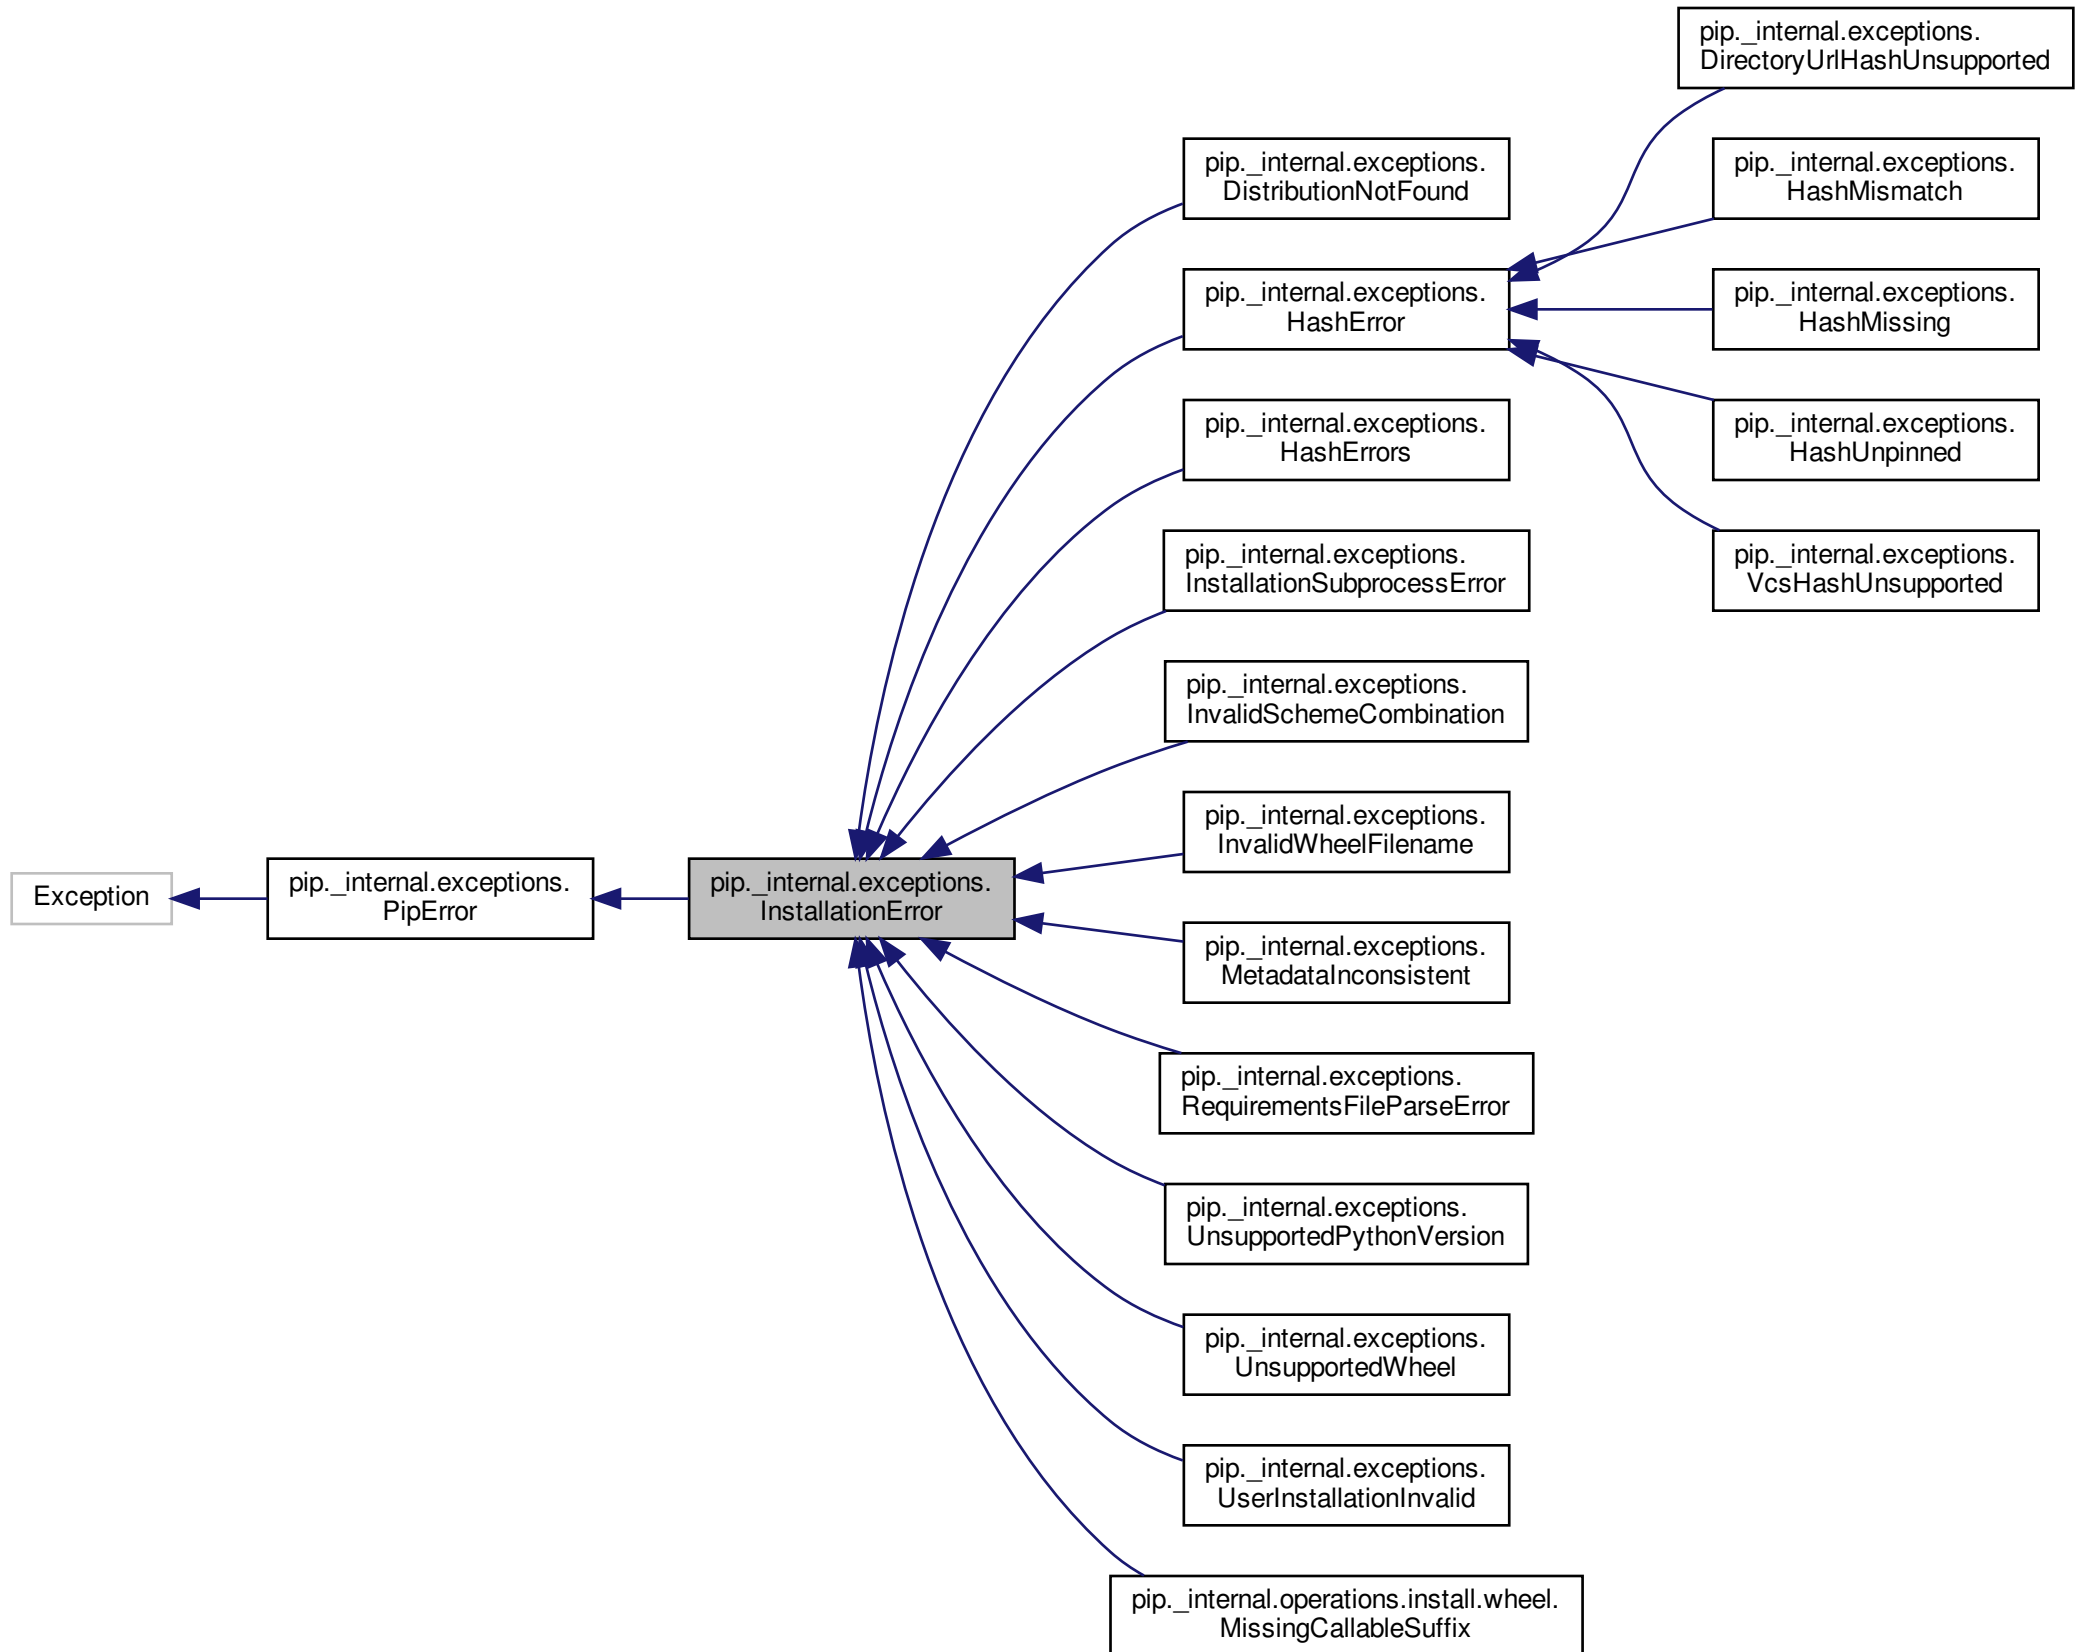 Exception
pip._internal.exceptions.
PipError
pip._internal.exceptions.
InstallationError
pip._internal.exceptions.
DistributionNotFound
pip._internal.exceptions.
HashError
pip._internal.exceptions.
HashErrors
pip._internal.exceptions.
InstallationSubprocessError
pip._internal.exceptions.
InvalidSchemeCombination
pip._internal.exceptions.
InvalidWheelFilename
pip._internal.exceptions.
MetadataInconsistent
pip._internal.exceptions.
RequirementsFileParseError
pip._internal.exceptions.
UnsupportedPythonVersion
pip._internal.exceptions.
UnsupportedWheel
pip._internal.exceptions.
UserInstallationInvalid
pip._internal.operations.install.wheel.
MissingCallableSuffix
pip._internal.exceptions.
DirectoryUrlHashUnsupported
pip._internal.exceptions.
HashMismatch
pip._internal.exceptions.
HashMissing
pip._internal.exceptions.
HashUnpinned
pip._internal.exceptions.
VcsHashUnsupported